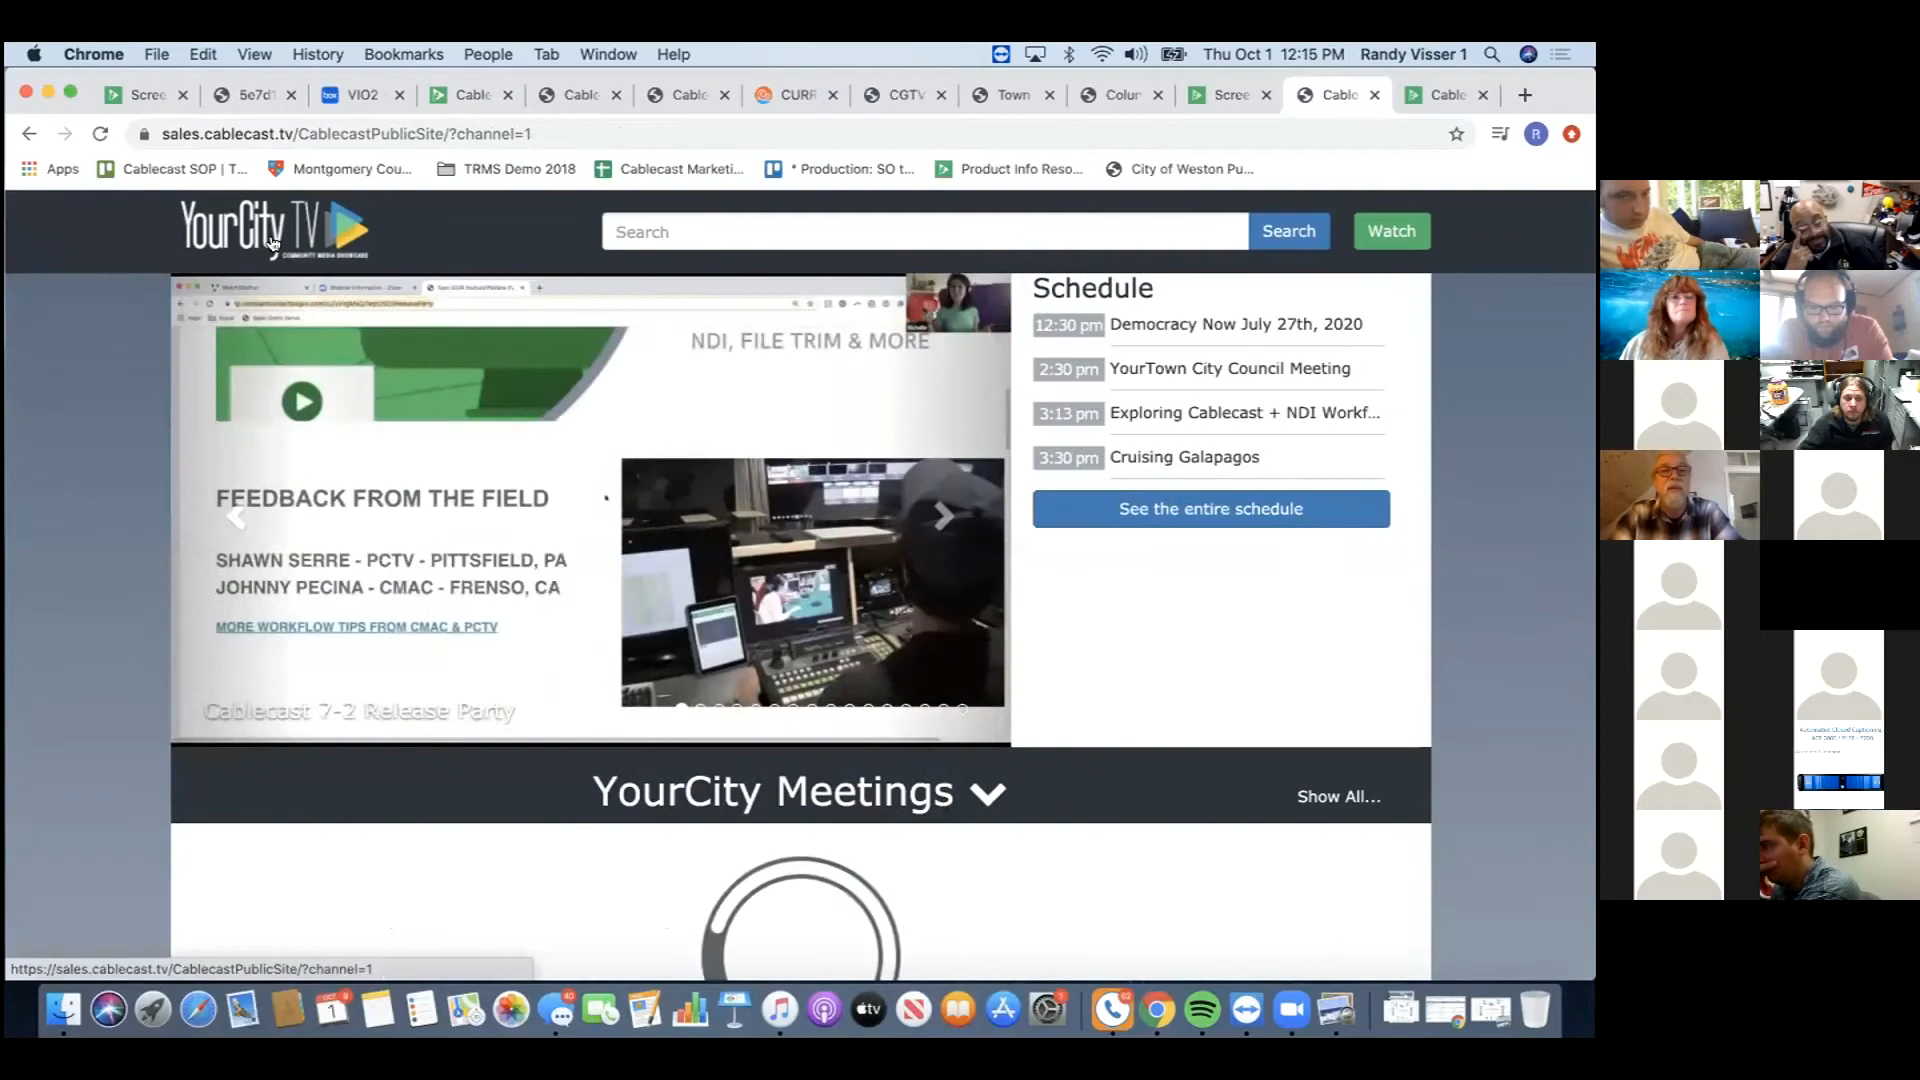 Chrome File Edit View History Bookmarks People Tab Window Help
Thu Oct 1 12:15 PM Randy Visser 1
Scree
5e7d1
VIO2
Cable
Cable
Cable
CURR
CGTV
Town
Colur
Scree
Cable
Cable
sales.cablecast.tv/CablecastPublicSite/?channel=1
R
Apps
Cablecast SOP | T...
Montgomery Cou...
TRMS Demo 2018
Cablecast Marketi...
* Production: SO t...
Product Info Reso...
City of Weston Pu...
YourCity TV
COMMUNITY MEDIA SHOWCASE
Search
Search
Watch
NDI, FILE TRIM & MORE
FEEDBACK FROM THE FIELD
SHAWN SERRE - PCTV - PITTSFIELD, PA
JOHNNY PECINA - CMAC - FRENSO, CA
MORE WORKFLOW TIPS FROM CMAC & PCTV
Cablecast 7-2 Release Party
Schedule
12:30 pm Democracy Now July 27th, 2020
2:30 pm YourTown City Council Meeting
3:13 pm Exploring Cablecast + NDI Workf...
3:30 pm Cruising Galapagos
See the entire schedule
YourCity Meetings
Show All...
https://sales.cablecast.tv/CablecastPublicSite/?channel=1
tv